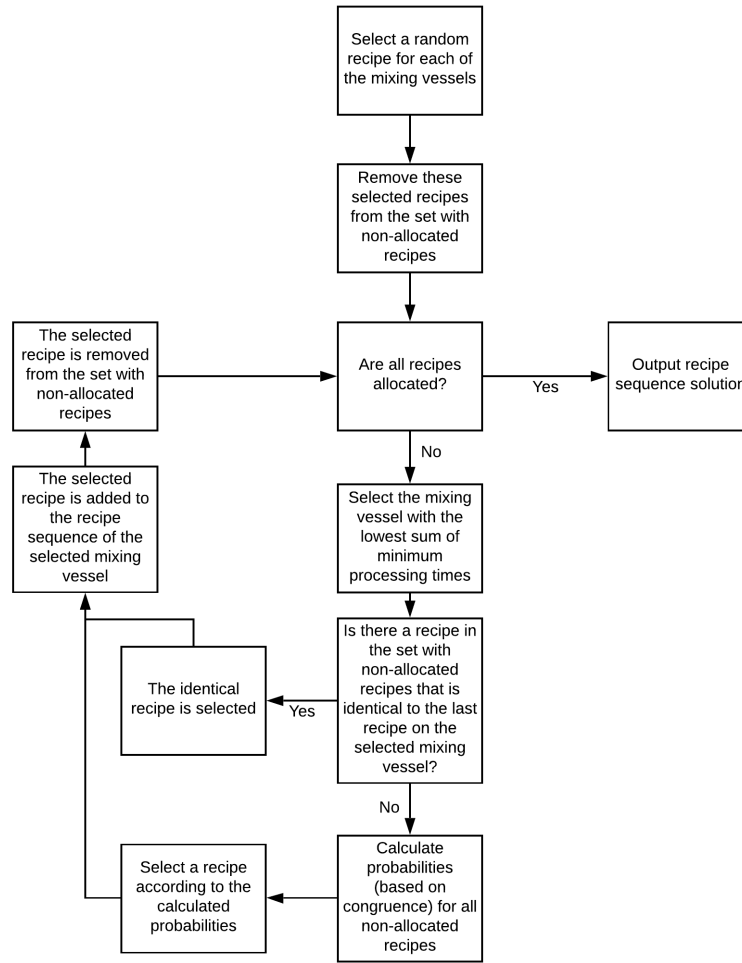 Select a random
recipe for each of
the mixing vessels
Remove these
selected recipes
from the set with
non-allocated
recipes
The selected
recipe is removed
from the set with
non-allocated
recipes
Are all recipes
allocated?
Yes
Output recipe
sequence solution
No
The selected
recipe is added to
the recipe
sequence of the
selected mixing
vessel
Select the mixing
vessel with the
lowest sum of
minimum
processing times
Is there a recipe in
the set with
non-allocated
recipes that is
identical to the last
recipe on the
selected mixing
vessel?
Yes
The identical
recipe is selected
No
Calculate
probabilities
(based on
congruence) for all
non-allocated
recipes
Select a recipe
according to the
calculated
probabilities